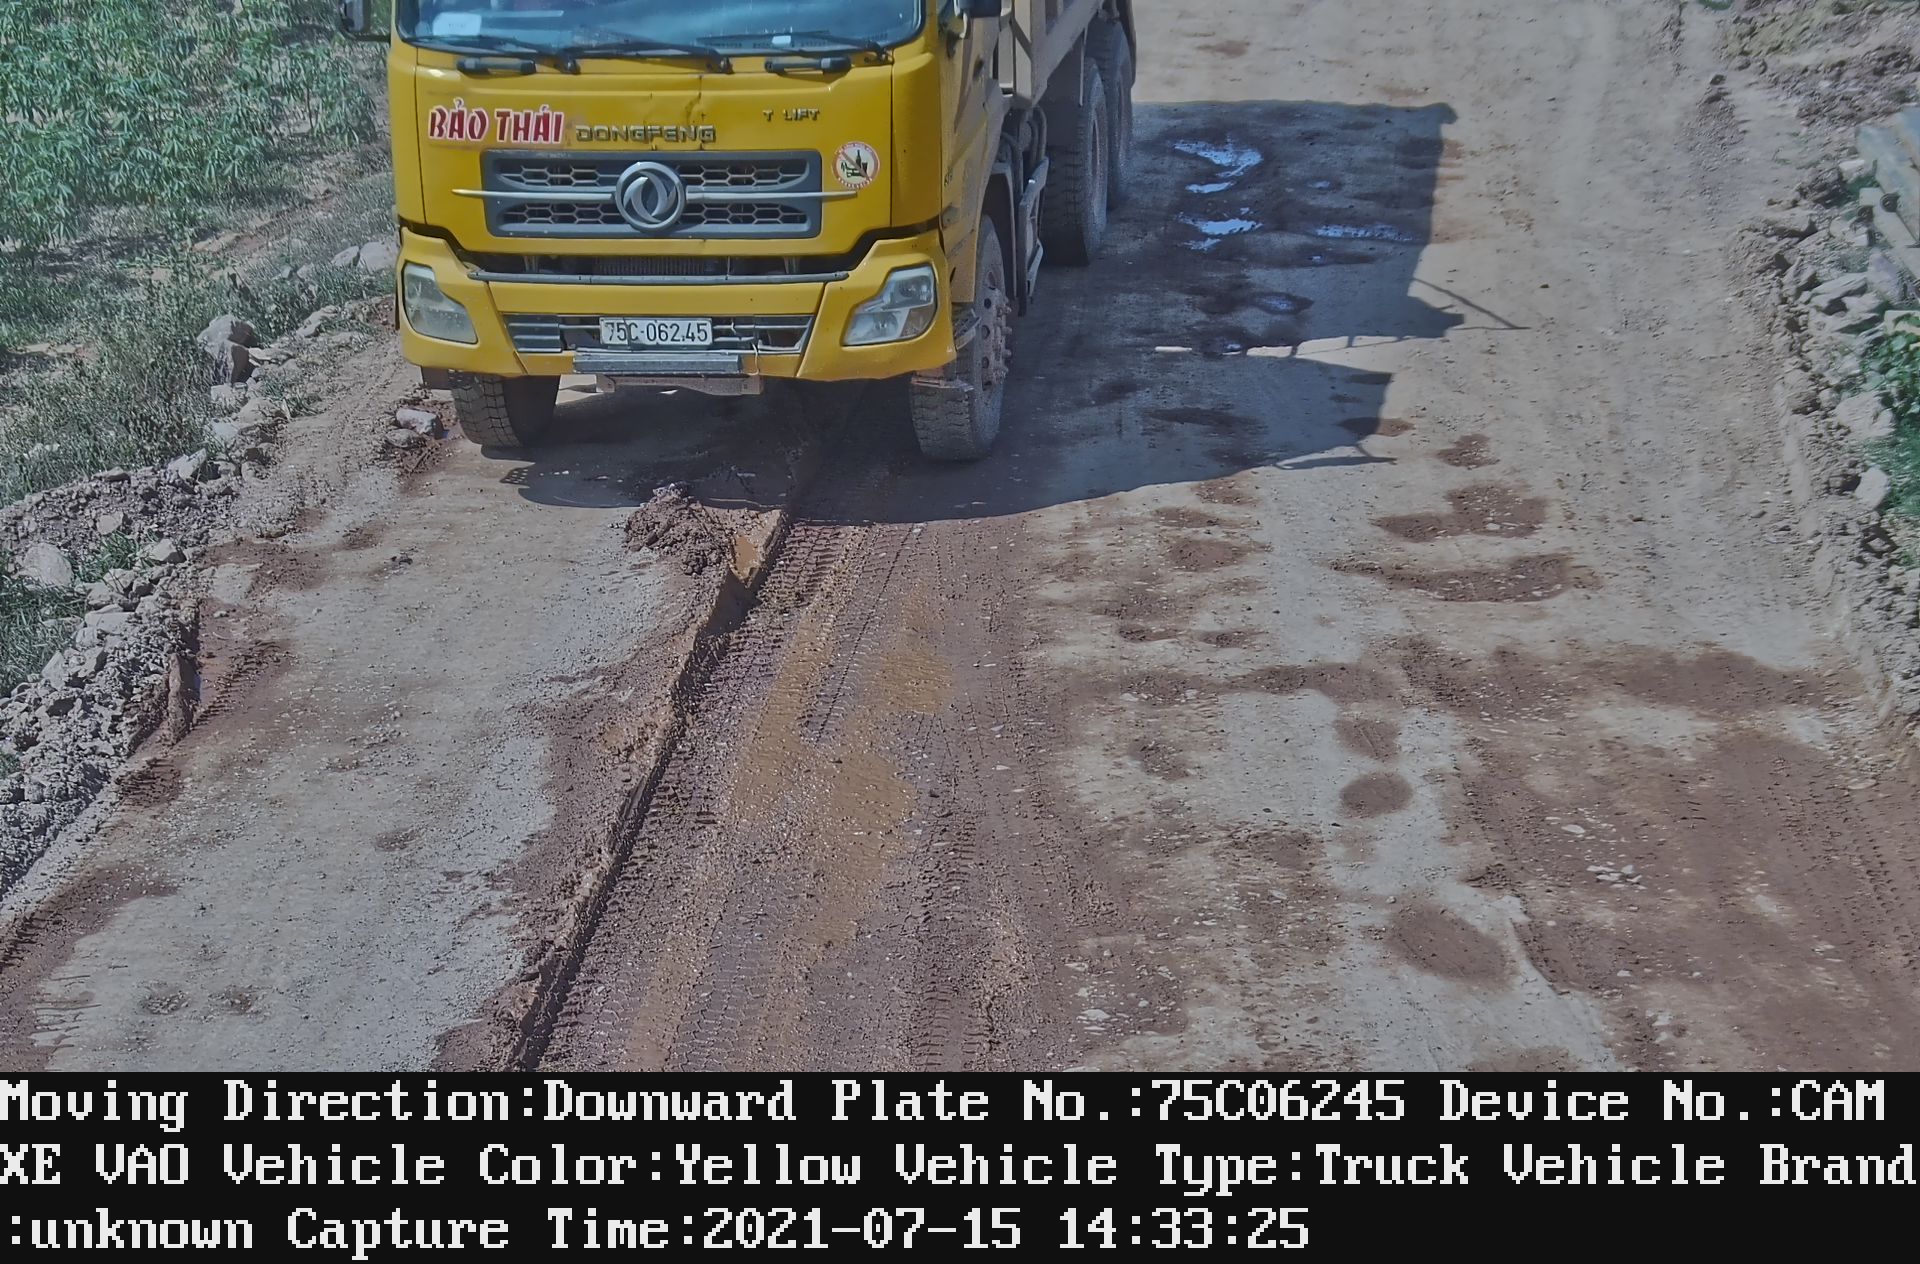 BẢO THÁI
DONGFENG
T LIFT
75C-062.45
Moving Direction:Downward Plate No.:75C06245 Device No.:CAM
XE VAO Vehicle Color:Yellow Vehicle Type:Truck Vehicle Brand
:unknown Capture Time:2021-07-15 14:33:25